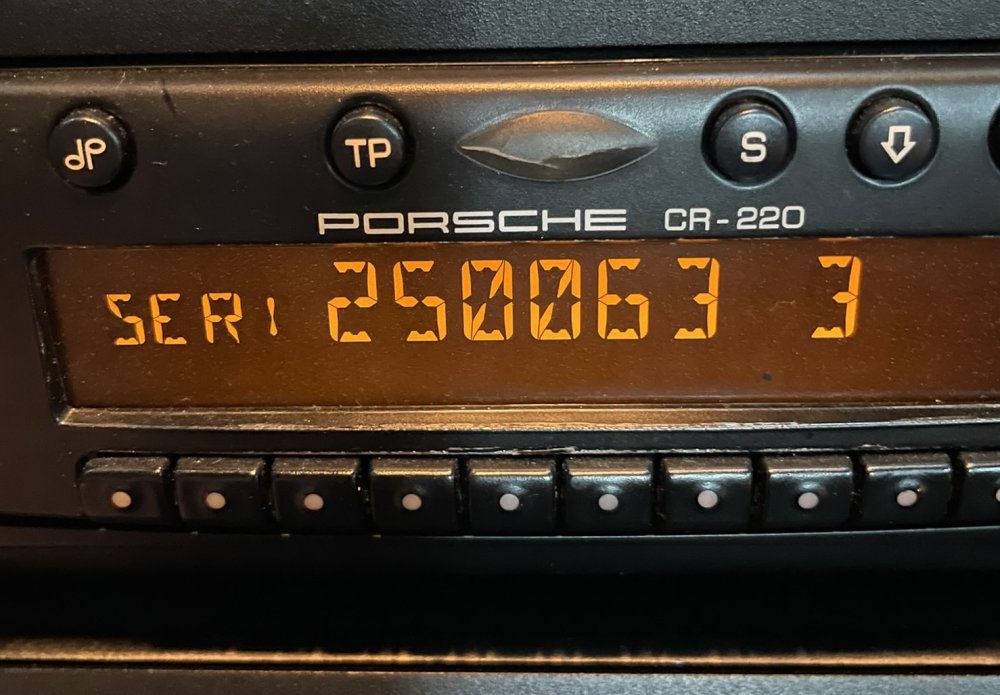 TP S
PORSCHE CR-220
SER: 250063 3